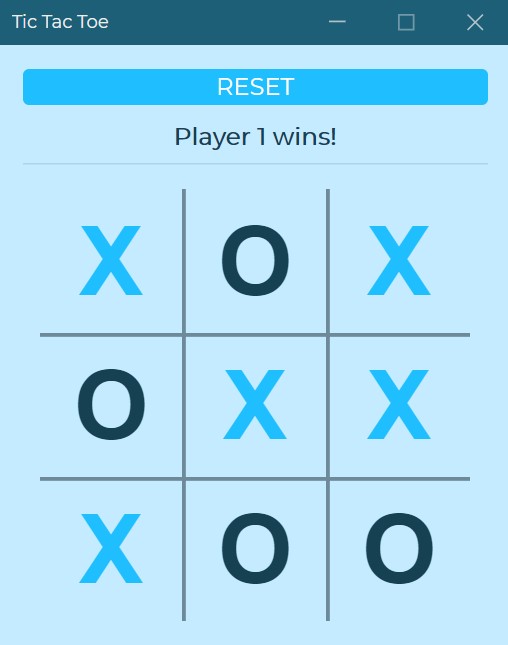 Tic Tac Toe
RESET
Player 1 wins!
X O X
O X X
X O O